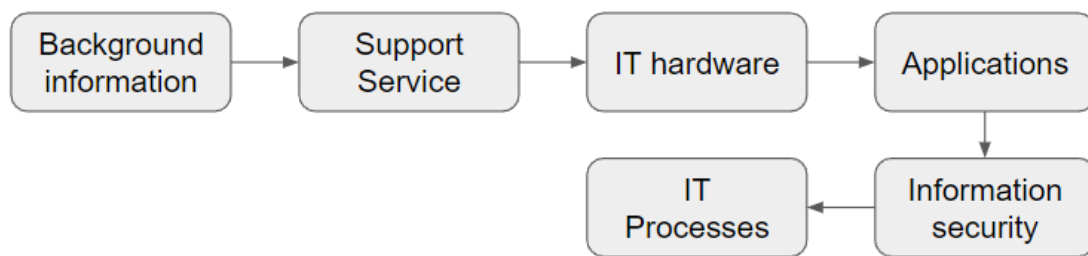 Background
information
Support
Service
IT hardware
Applications
Information
security
IT
Processes